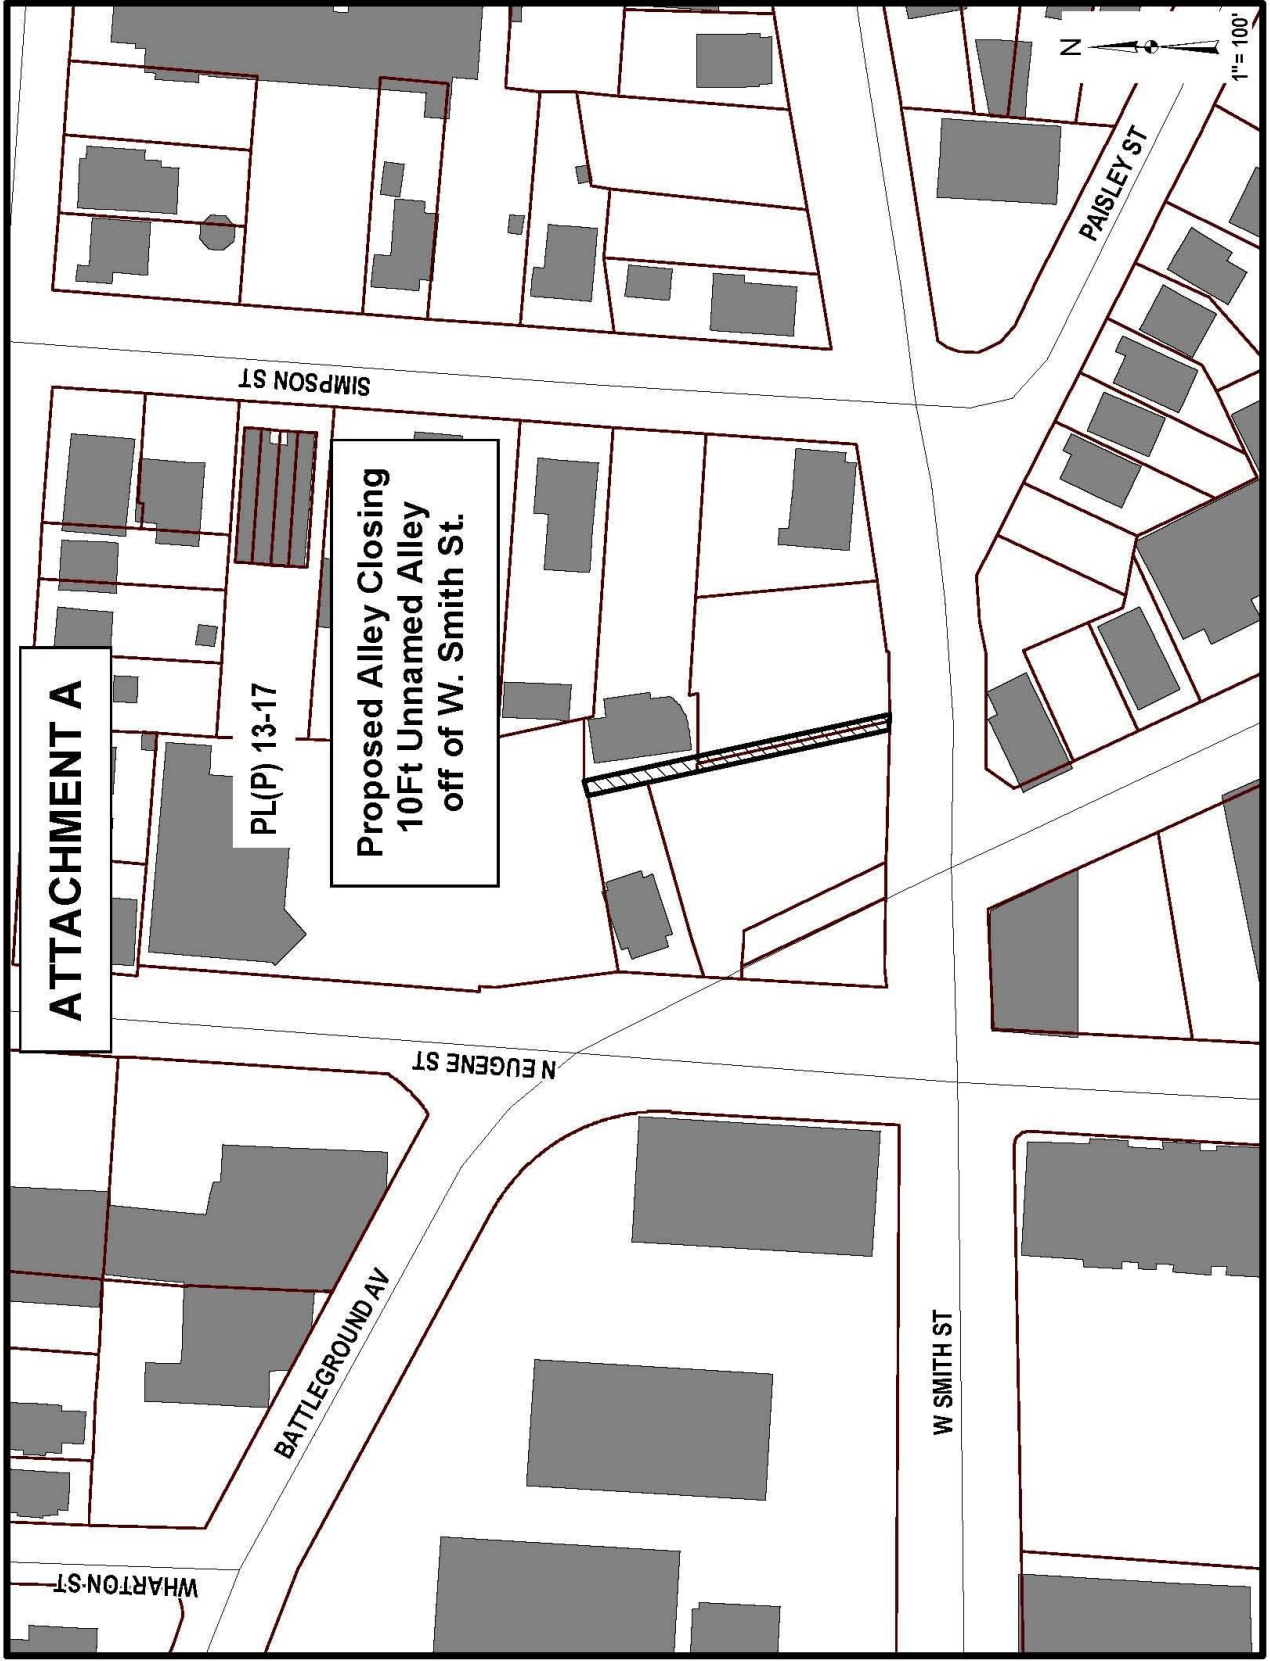 ATTACHMENT A
PL(P) 13-17
Proposed Alley Closing
10Ft Unnamed Alley
off of W. Smith St.
SIMPSON ST
N EUGENE ST
WHARTON ST
BATTLEGROUND AV
W SMITH ST
PAISLEY ST
N
1"= 100'